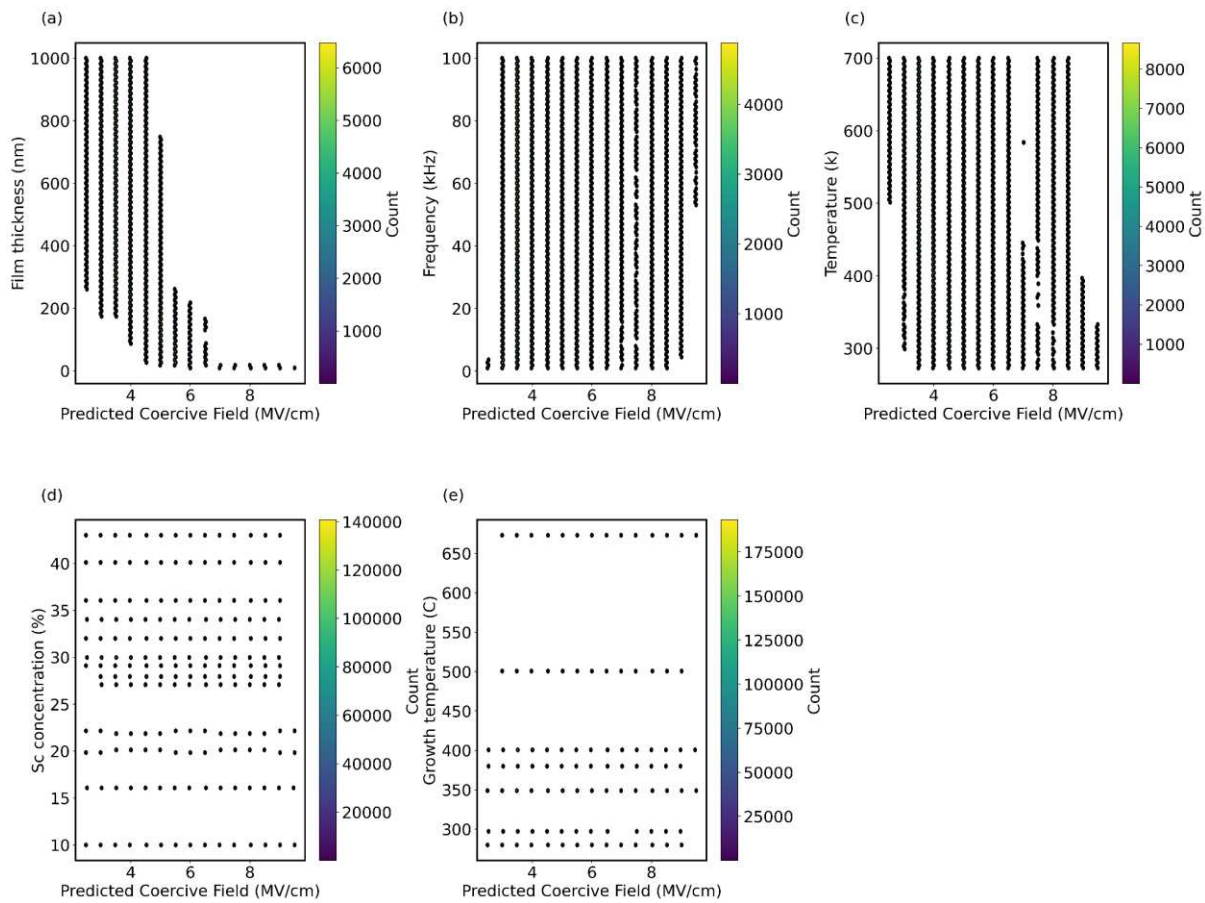 (a)
1000
800
600
400
200
0
Film thickness (nm)
4 6 8
Predicted Coercive Field (MV/cm)
6000
5000
4000
3000
2000
1000
Count
(b)
100
80
60
40
20
0
Frequency (kHz)
4 6 8
Predicted Coercive Field (MV/cm)
4000
3000
2000
1000
Count
(c)
700
600
500
400
300
Temperature (k)
4 6 8
Predicted Coercive Field (MV/cm)
8000
7000
6000
5000
4000
3000
2000
1000
Count
(d)
40
35
30
25
20
15
10
Sc concentration (%)
4 6 8
Predicted Coercive Field (MV/cm)
140000
120000
100000
80000
60000
40000
20000
Count
(e)
650
600
550
500
450
400
350
300
Growth temperature (C)
4 6 8
Predicted Coercive Field (MV/cm)
175000
150000
125000
100000
75000
50000
25000
Count